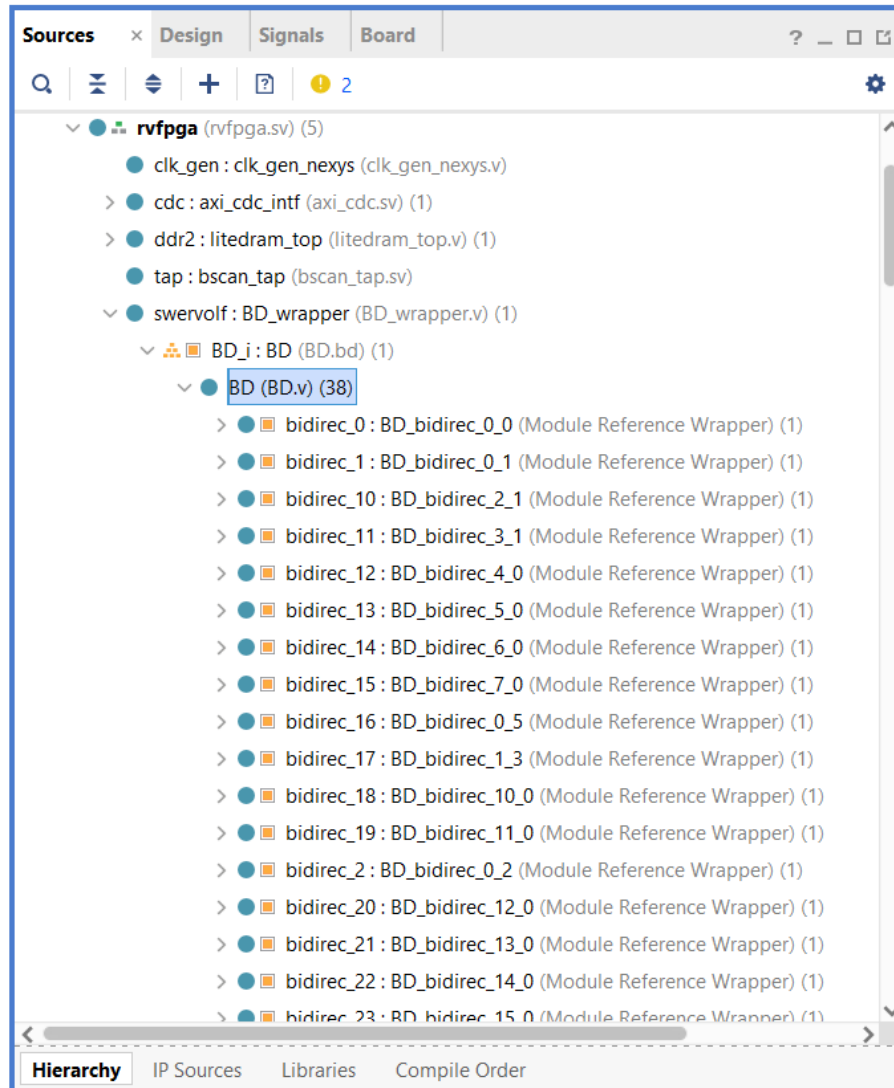 Sources × Design Signals Board ?
2
rvfpga (rvfpga.sv) (5)
clk_gen : clk_gen_nexys (clk_gen_nexys.v)
cdc : axi_cdc_intf (axi_cdc.sv) (1)
ddr2 : litedram_top (litedram_top.v) (1)
tap : bscan_tap (bscan_tap.sv)
swervolf : BD_wrapper (BD_wrapper.v) (1)
BD_i : BD (BD.bd) (1)
BD (BD.v) (38)
bidirec_0 : BD_bidirec_0_0 (Module Reference Wrapper) (1)
bidirec_1 : BD_bidirec_0_1 (Module Reference Wrapper) (1)
bidirec_10 : BD_bidirec_2_1 (Module Reference Wrapper) (1)
bidirec_11 : BD_bidirec_3_1 (Module Reference Wrapper) (1)
bidirec_12 : BD_bidirec_4_0 (Module Reference Wrapper) (1)
bidirec_13 : BD_bidirec_5_0 (Module Reference Wrapper) (1)
bidirec_14 : BD_bidirec_6_0 (Module Reference Wrapper) (1)
bidirec_15 : BD_bidirec_7_0 (Module Reference Wrapper) (1)
bidirec_16 : BD_bidirec_0_5 (Module Reference Wrapper) (1)
bidirec_17 : BD_bidirec_1_3 (Module Reference Wrapper) (1)
bidirec_18 : BD_bidirec_10_0 (Module Reference Wrapper) (1)
bidirec_19 : BD_bidirec_11_0 (Module Reference Wrapper) (1)
bidirec_2 : BD_bidirec_0_2 (Module Reference Wrapper) (1)
bidirec_20 : BD_bidirec_12_0 (Module Reference Wrapper) (1)
bidirec_21 : BD_bidirec_13_0 (Module Reference Wrapper) (1)
bidirec_22 : BD_bidirec_14_0 (Module Reference Wrapper) (1)
bidirec_23 : BD_bidirec_15_0 (Module Reference Wrapper) (1)
Hierarchy IP Sources Libraries Compile Order